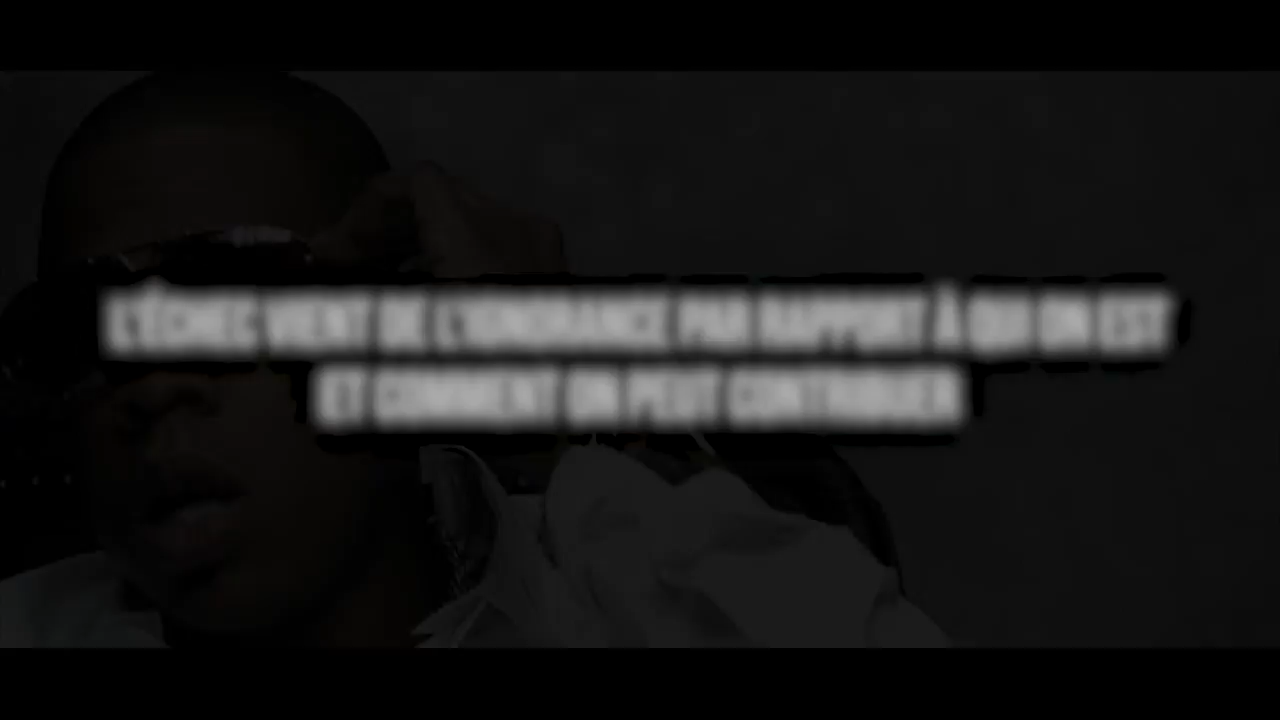 L'ÉCHEC VIENT DE L'IGNORANCE PAR RAPPORT À QUI ON EST
ET COMMENT ON PEUT CONTRIBUER